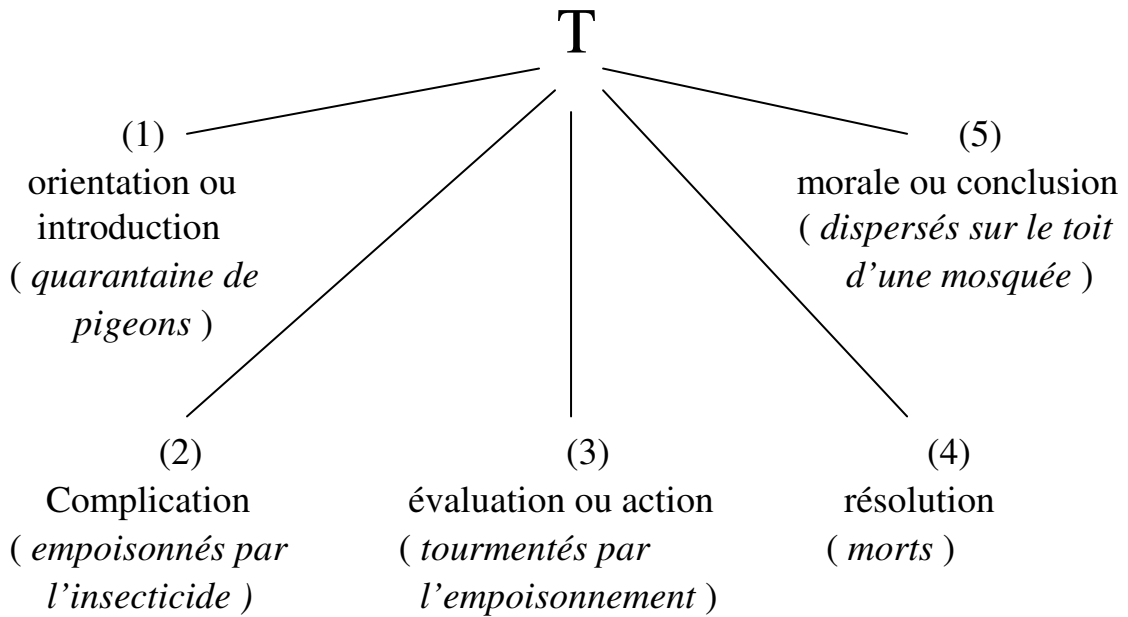 T
(1)
orientation ou
introduction
( quarantaine de
pigeons )
(5)
morale ou conclusion
( dispersés sur le toit
d’une mosquée )
(2)
Complication
( empoisonnés par
l’insecticide )
(3)
évaluation ou action
( tourmentés par
l’empoisonnement )
(4)
résolution
( morts )